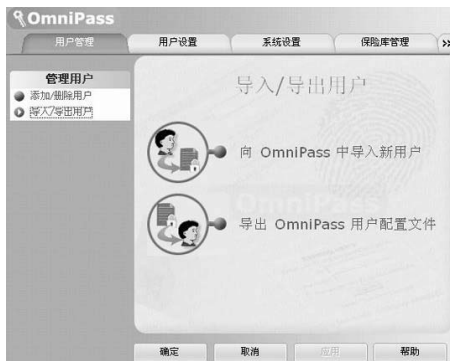 OmniPass
用户管理 用户设置 系统设置 保险库管理 >>
管理用户
添加/删除用户
导入/导出用户
导入/导出用户
向 OmniPass 中导入新用户
OmniPass
导出 OmniPass 用户配置文件
确定 取消 应用 帮助